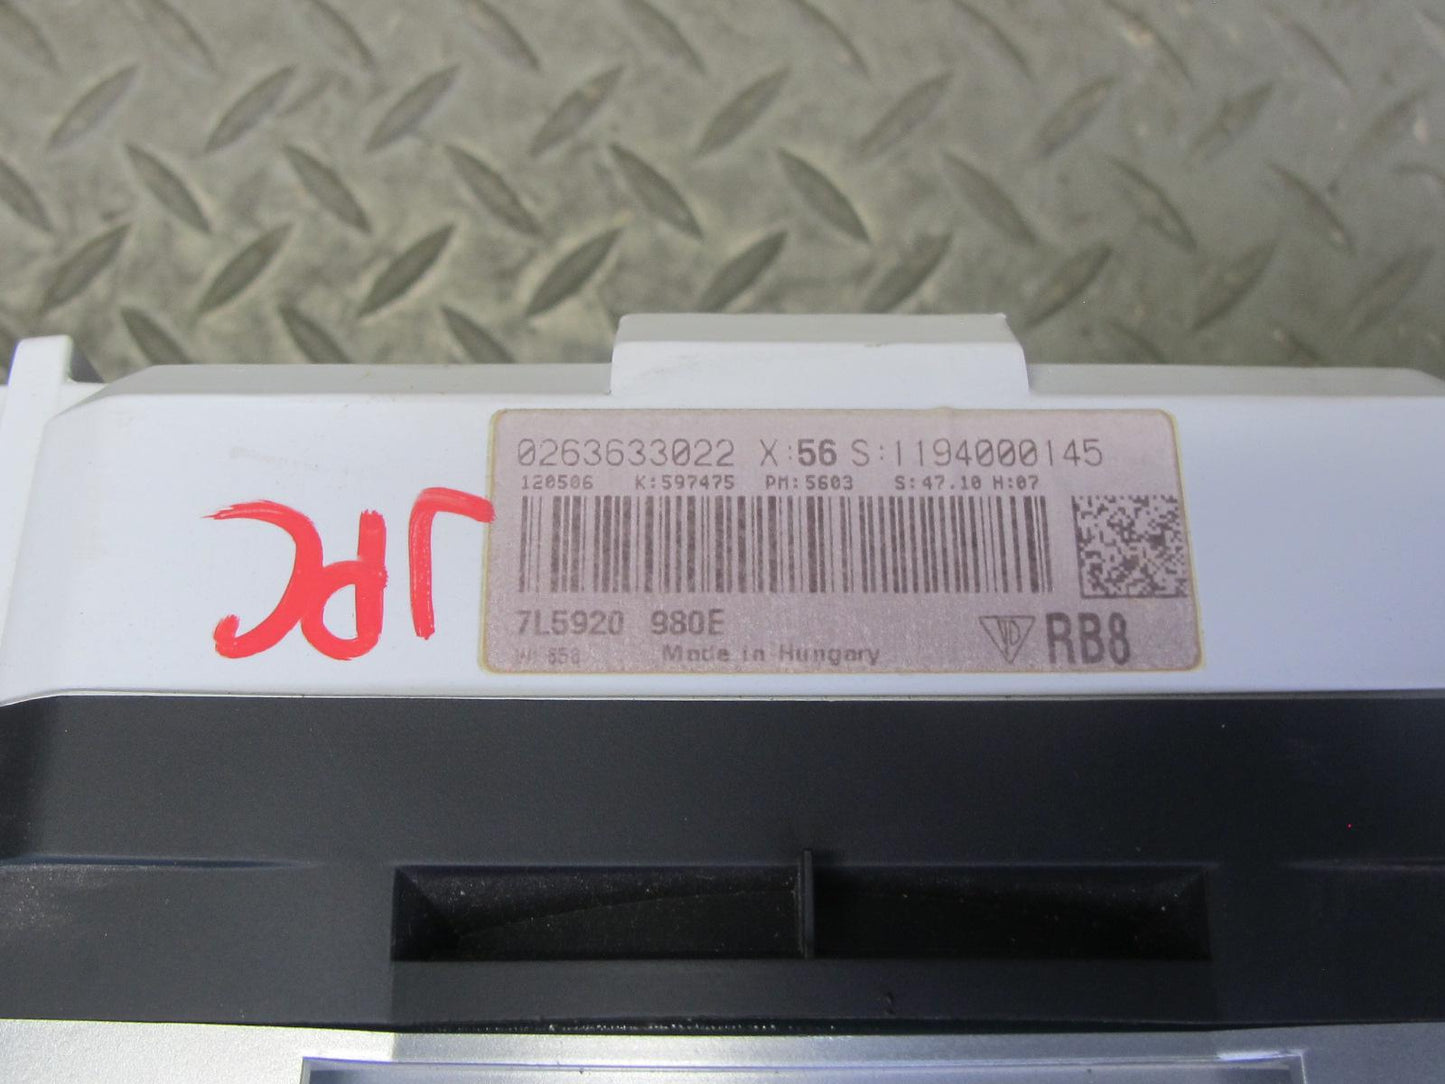 0263633022 X:56 S:1194000145
120506 K:597475 PM:5603 S:47.10 H:07
7L5920 980E
RB8
Made in Hungary
JPC